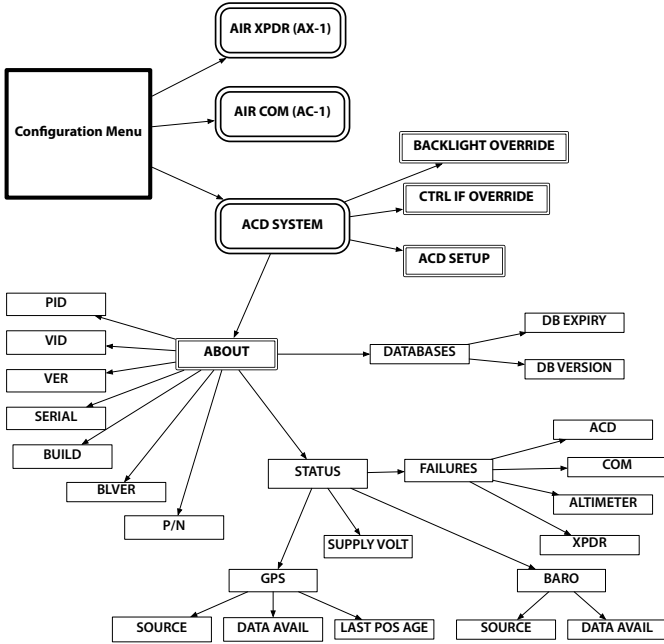 AIR XPDR (AX-1)
Configuration Menu
AIR COM (AC-1)
BACKLIGHT OVERRIDE
CTRL IF OVERRIDE
ACD SYSTEM
ACD SETUP
PID
VID
VER
SERIAL
BUILD
BLVER
P/N
ABOUT
DATABASES
DB EXPIRY
DB VERSION
STATUS
FAILURES
ACD
COM
ALTIMETER
XPDR
SUPPLY VOLT
GPS
BARO
SOURCE
DATA AVAIL
LAST POS AGE
SOURCE
DATA AVAIL